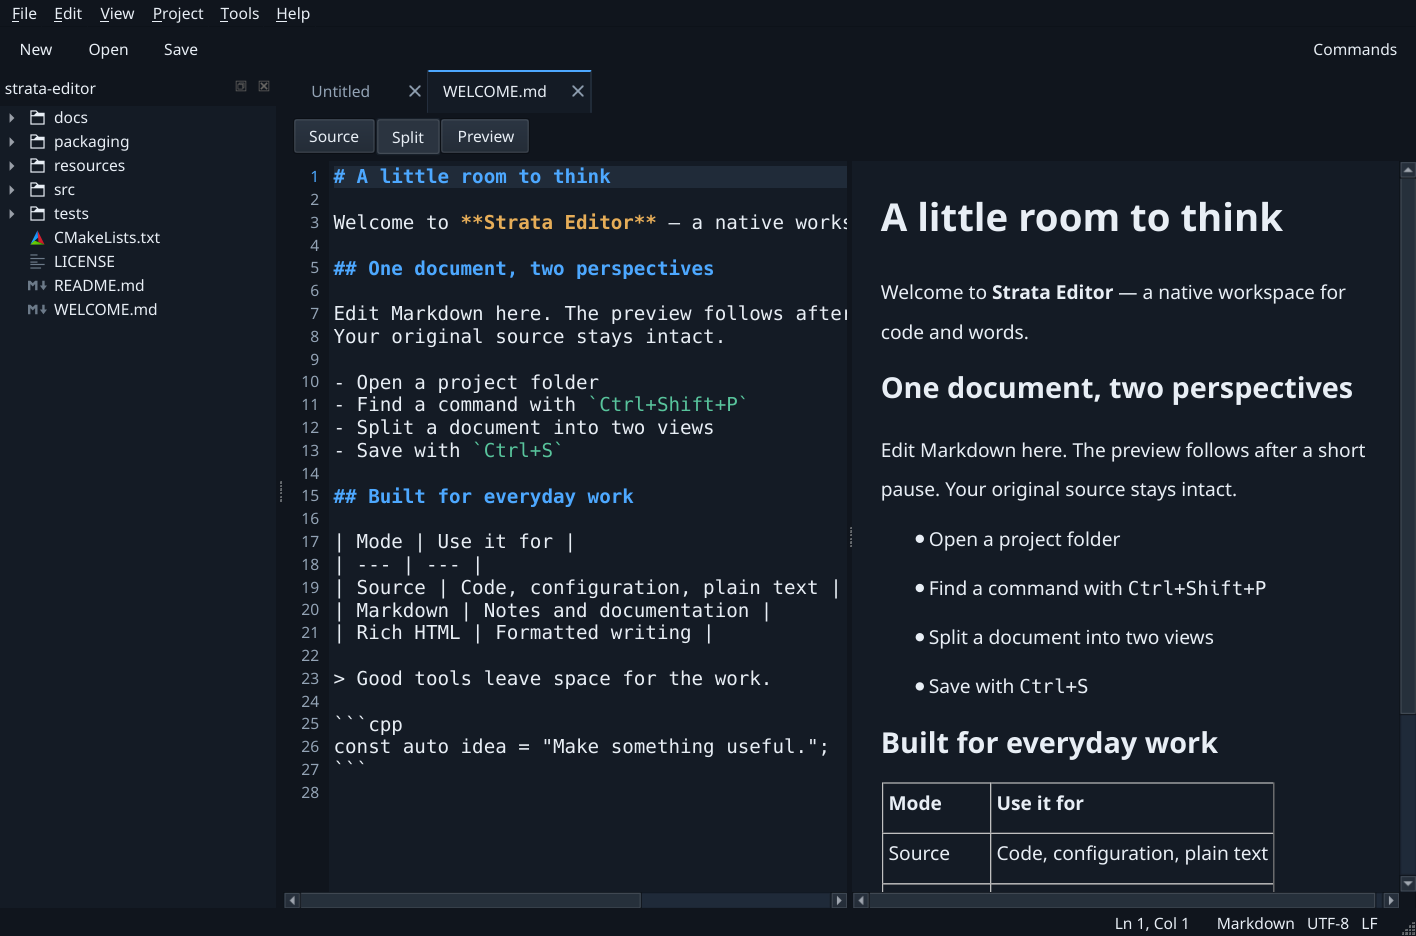 File Edit View Project Tools Help
New Open Save Commands
strata-editor
docs
packaging
resources
src
tests
CMakeLists.txt
LICENSE
README.md
WELCOME.md
Untitled WELCOME.md
Source Split Preview
1 # A little room to think
2
3 Welcome to **Strata Editor** — a native works
4
5 ## One document, two perspectives
6
7 Edit Markdown here. The preview follows after
8 Your original source stays intact.
9
10 - Open a project folder
11 - Find a command with `Ctrl+Shift+P`
12 - Split a document into two views
13 - Save with `Ctrl+S`
14
15 ## Built for everyday work
16
17 | Mode | Use it for |
18 | --- | --- |
19 | Source | Code, configuration, plain text |
20 | Markdown | Notes and documentation |
21 | Rich HTML | Formatted writing |
22
23 > Good tools leave space for the work.
24
25 ```cpp
26 const auto idea = "Make something useful.";
27 ```
28
A little room to think
Welcome to Strata Editor — a native workspace for
code and words.
One document, two perspectives
Edit Markdown here. The preview follows after a short
pause. Your original source stays intact.
• Open a project folder
• Find a command with Ctrl+Shift+P
• Split a document into two views
• Save with Ctrl+S
Built for everyday work
Mode Use it for
Source Code, configuration, plain text
Ln 1, Col 1 Markdown UTF-8 LF